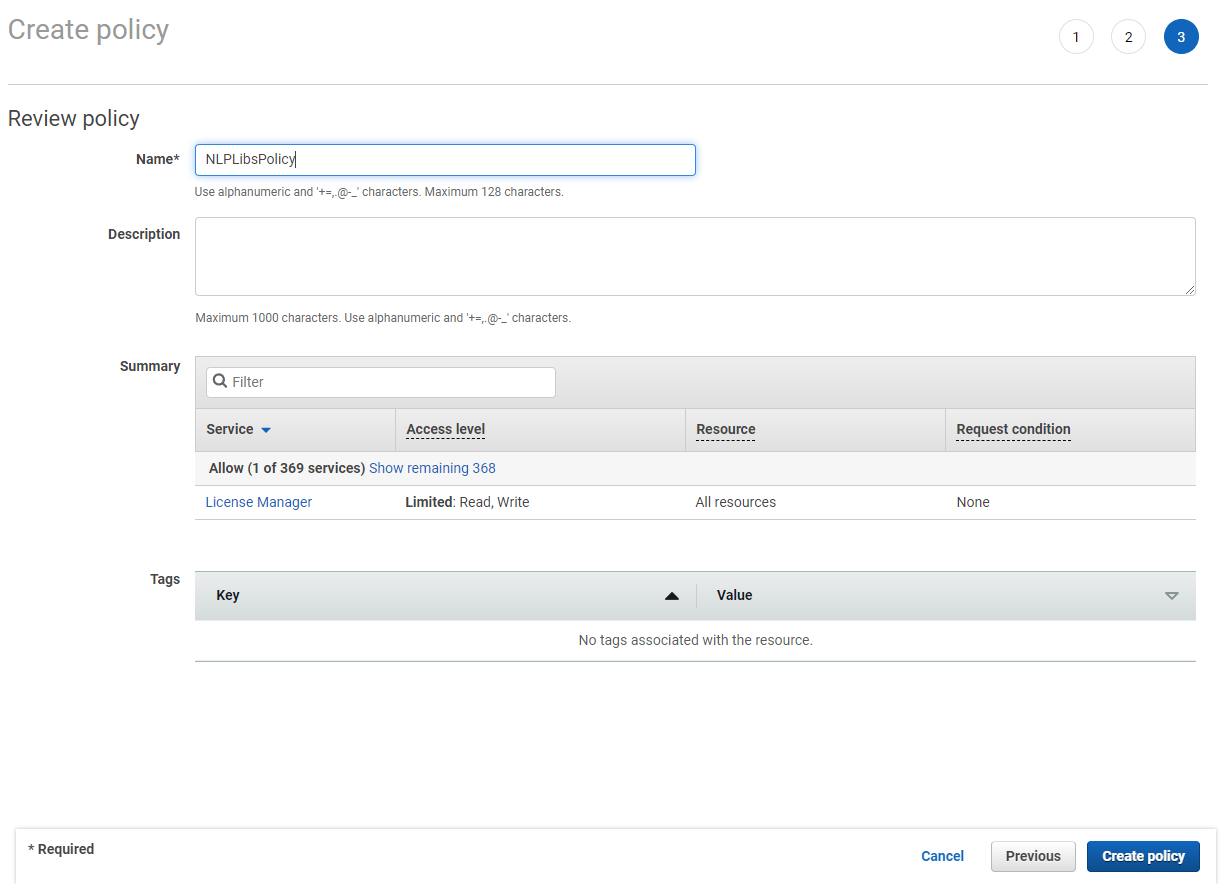 Create policy
1 2 3
Review policy
Name* NLPLibsPolicy
Use alphanumeric and '+=,.@-_' characters. Maximum 128 characters.
Description
Maximum 1000 characters. Use alphanumeric and '+=,.@-_' characters.
Summary Filter
Service Access level Resource Request condition
Allow (1 of 369 services) Show remaining 368
License Manager Limited: Read, Write All resources None
Tags Key Value
No tags associated with the resource.
* Required Cancel Previous Create policy